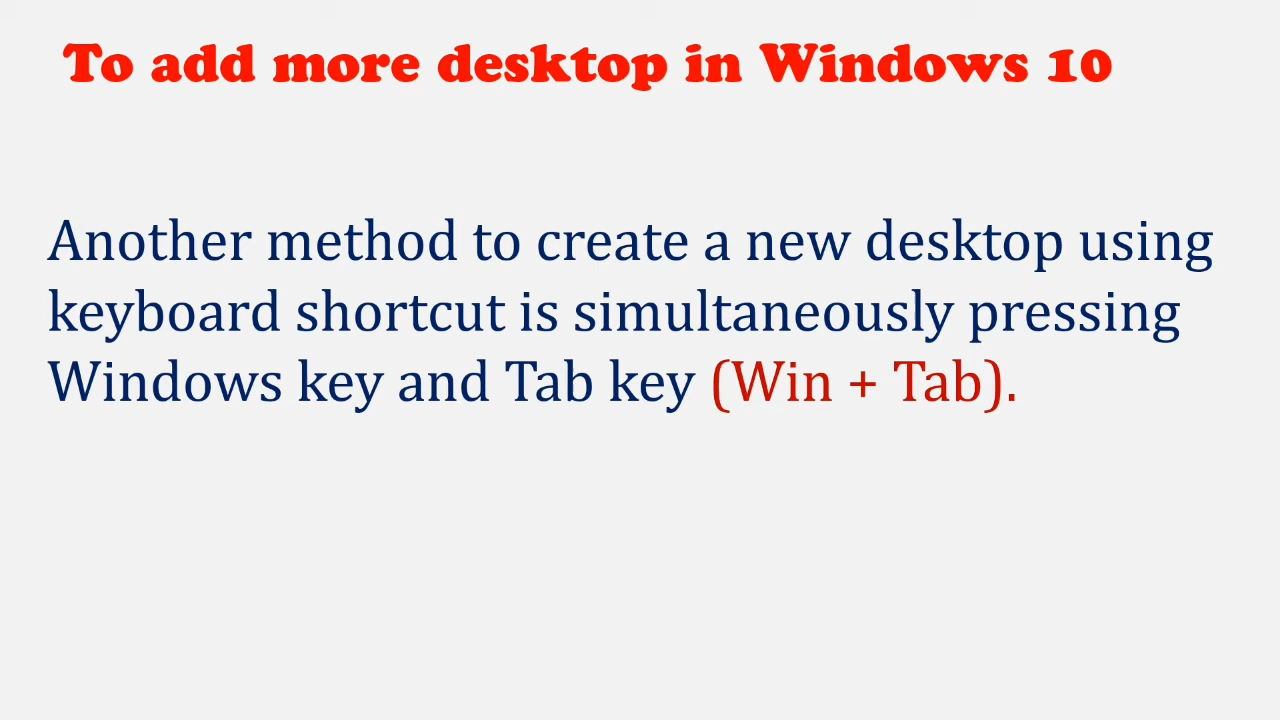 To add more desktop in Windows 10
Another method to create a new desktop using
keyboard shortcut is simultaneously pressing
Windows key and Tab key (Win + Tab).